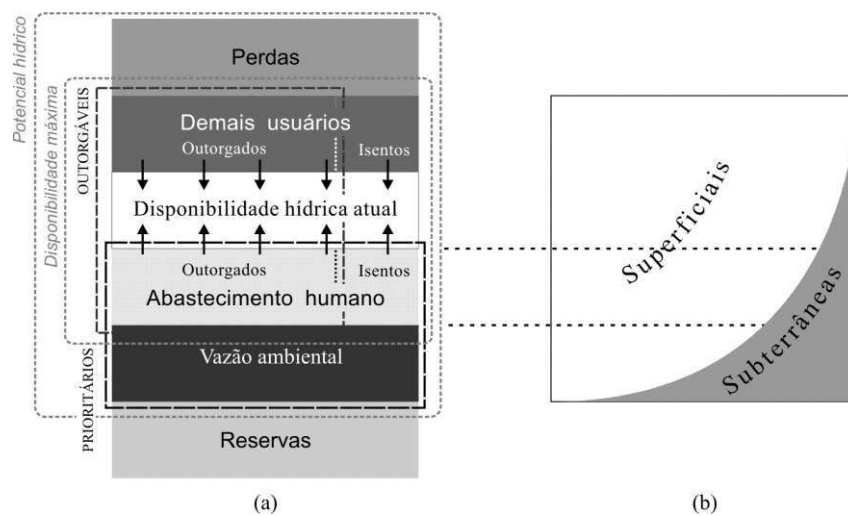 Potencial hídrico
Disponibilidade máxima
OUTORGÁVEIS
PRIORITÁRIOS
Perdas
Demais usuários
Outorgados
Isentos
Disponibilidade hídrica atual
Outorgados
Isentos
Abastecimento humano
Vazão ambiental
Reservas
(a)
Superficiais
Subterrâneas
(b)